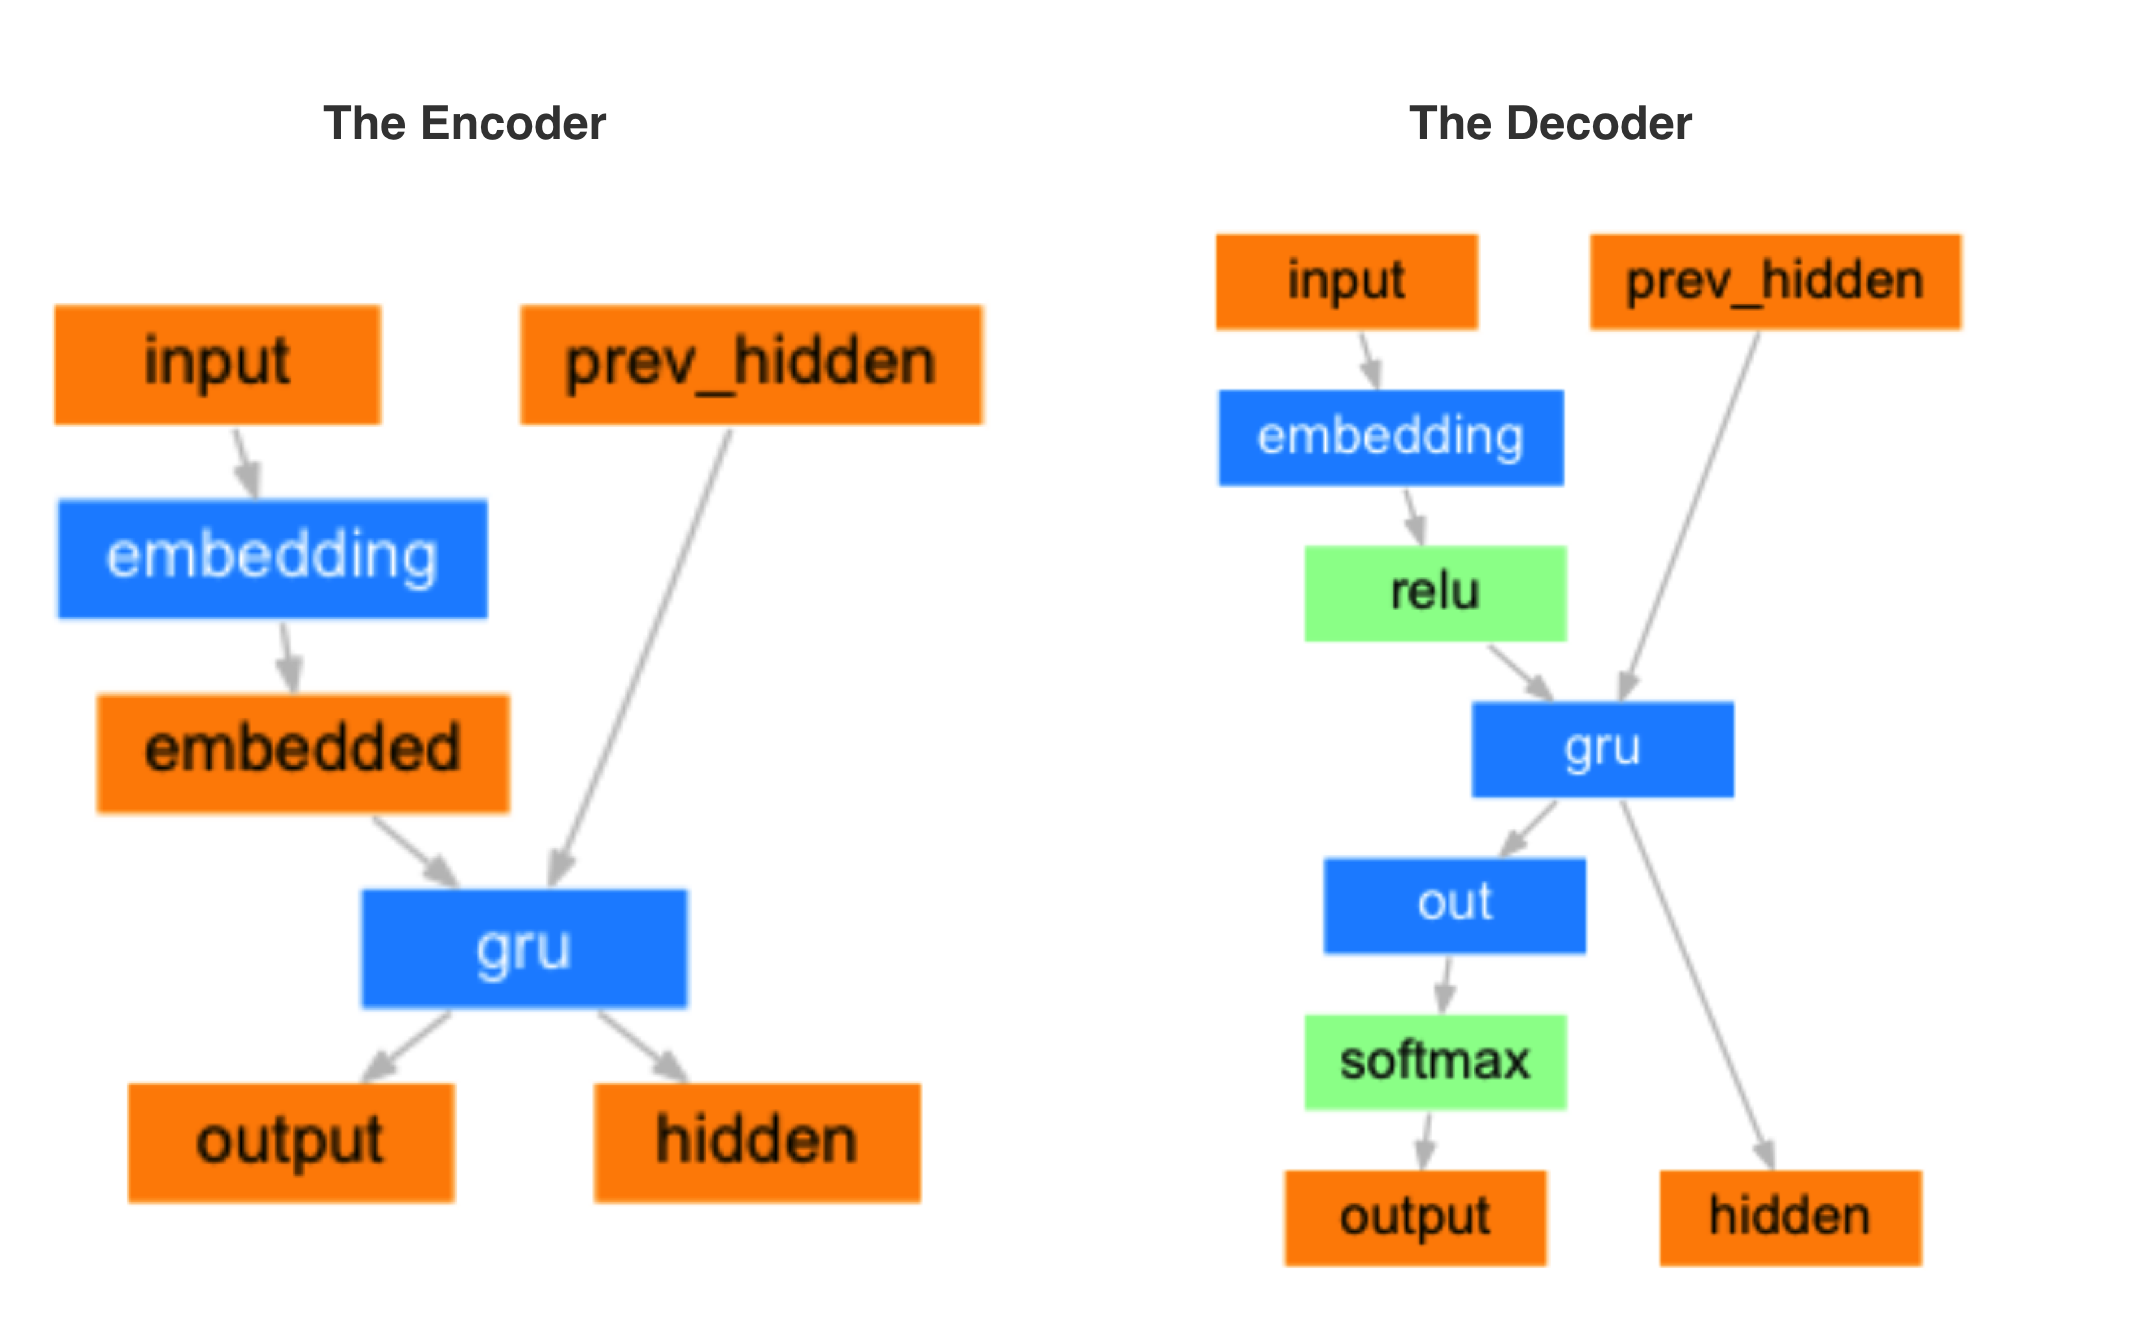 The Encoder
input
prev_hidden
embedding
embedded
gru
output
hidden
The Decoder
input
prev_hidden
embedding
relu
gru
out
softmax
output
hidden